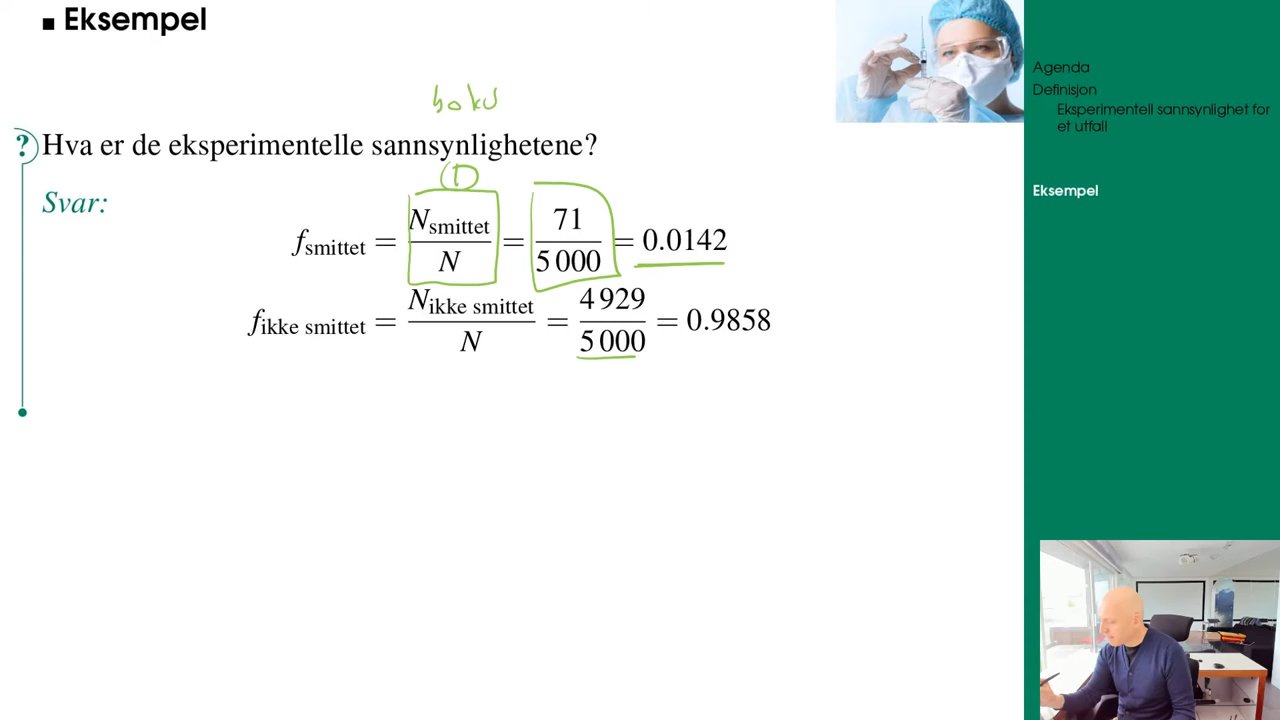 Eksempel
Hva er de eksperimentelle sannsynlighetene?
Svar:
(1)
f_smittet = N_smittet / N = 71 / 5 000 = 0.0142
f_ikke smittet = N_ikke smittet / N = 4 929 / 5 000 = 0.9858
Agenda
Definisjon
Eksperimentell sannsynlighet for
et utfall
Eksempel